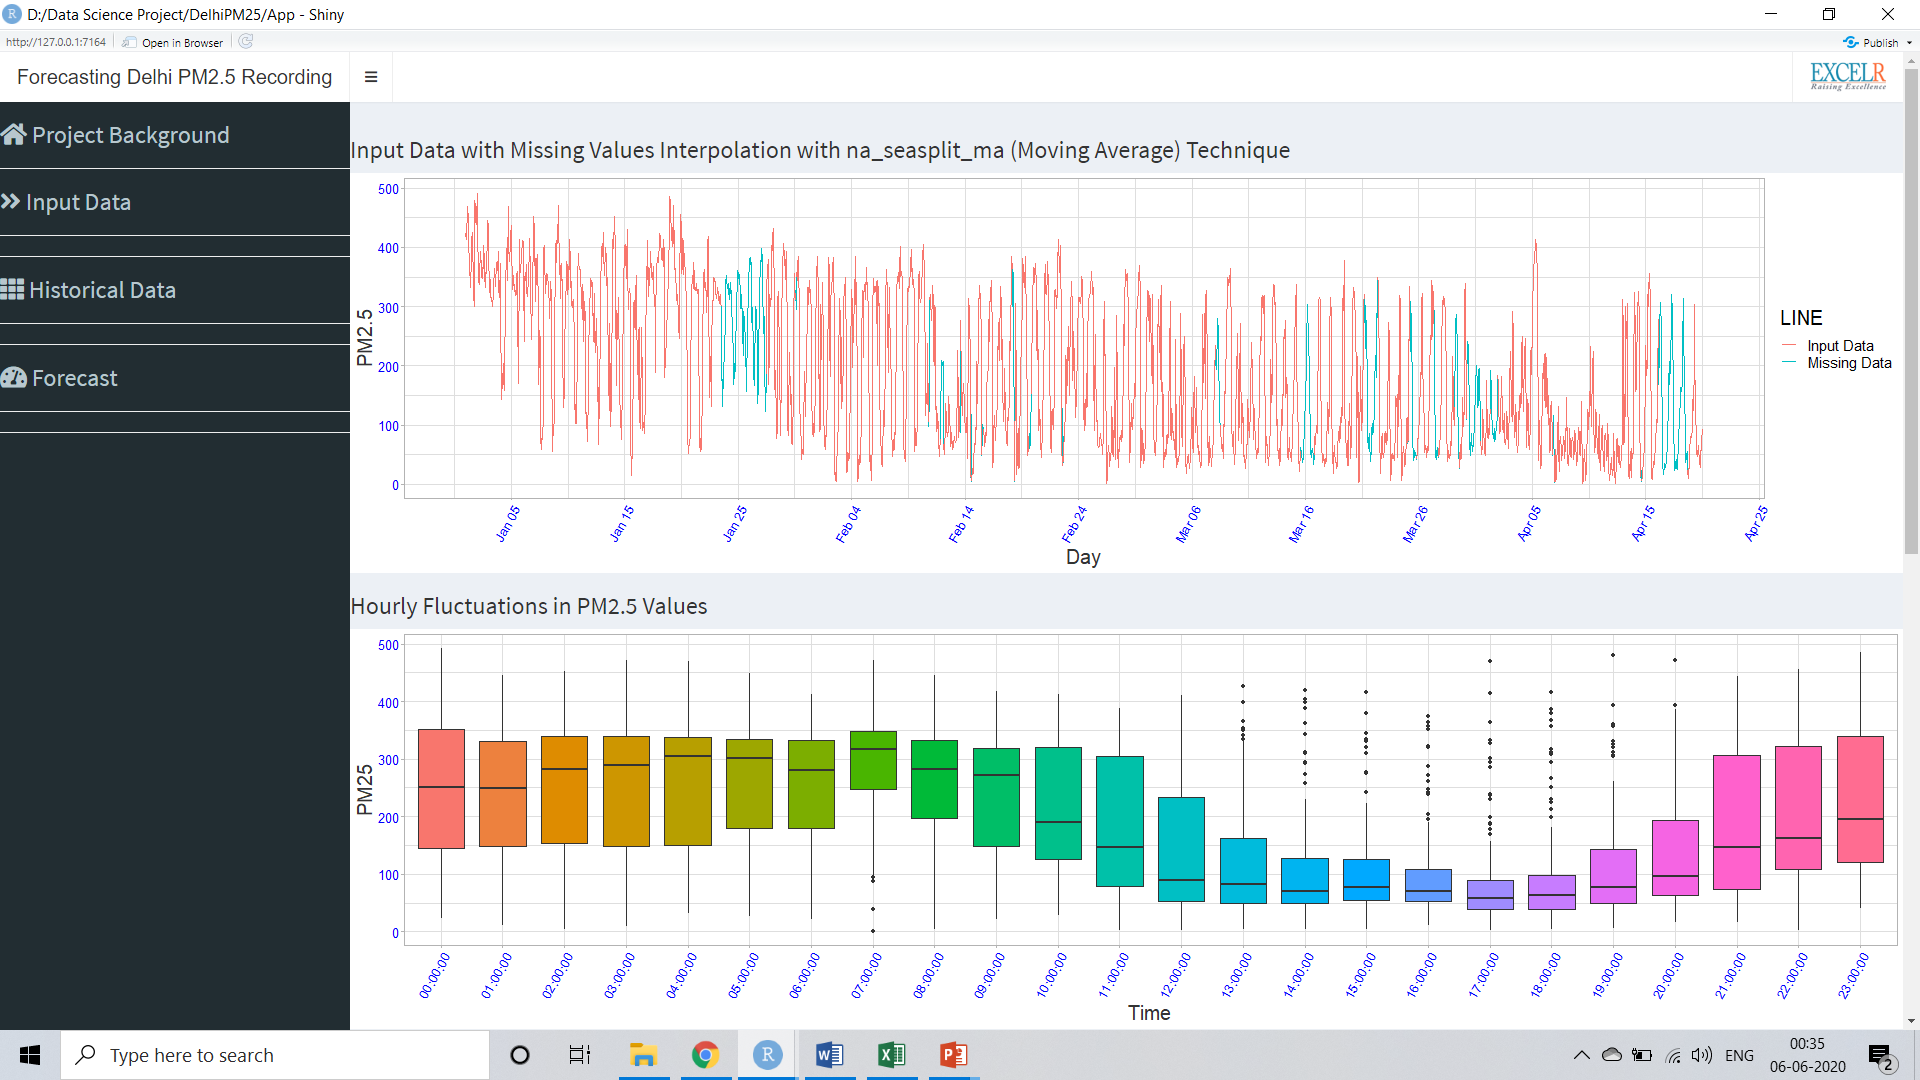 D:/Data Science Project/DelhiPM25/App - Shiny
http://127.0.0.1:7164 Open in Browser Publish
Forecasting Delhi PM2.5 Recording
EXCELR
Raising Excellence
Project Background
Input Data
Historical Data
Forecast
Input Data with Missing Values Interpolation with na_seasplit_ma (Moving Average) Technique
500
400
300
200
100
0
PM2.5
Jan 05 Jan 15 Jan 25 Feb 04 Feb 14 Feb 24 Mar 06 Mar 16 Mar 26 Apr 05 Apr 15 Apr 25
Day
LINE
Input Data
Missing Data
Hourly Fluctuations in PM2.5 Values
500
400
300
200
100
0
PM25
00:00:00 01:00:00 02:00:00 03:00:00 04:00:00 05:00:00 06:00:00 07:00:00 08:00:00 09:00:00 10:00:00 11:00:00 12:00:00 13:00:00 14:00:00 15:00:00 16:00:00 17:00:00 18:00:00 19:00:00 20:00:00 21:00:00 22:00:00 23:00:00
Time
Type here to search
ENG
00:35
06-06-2020
2